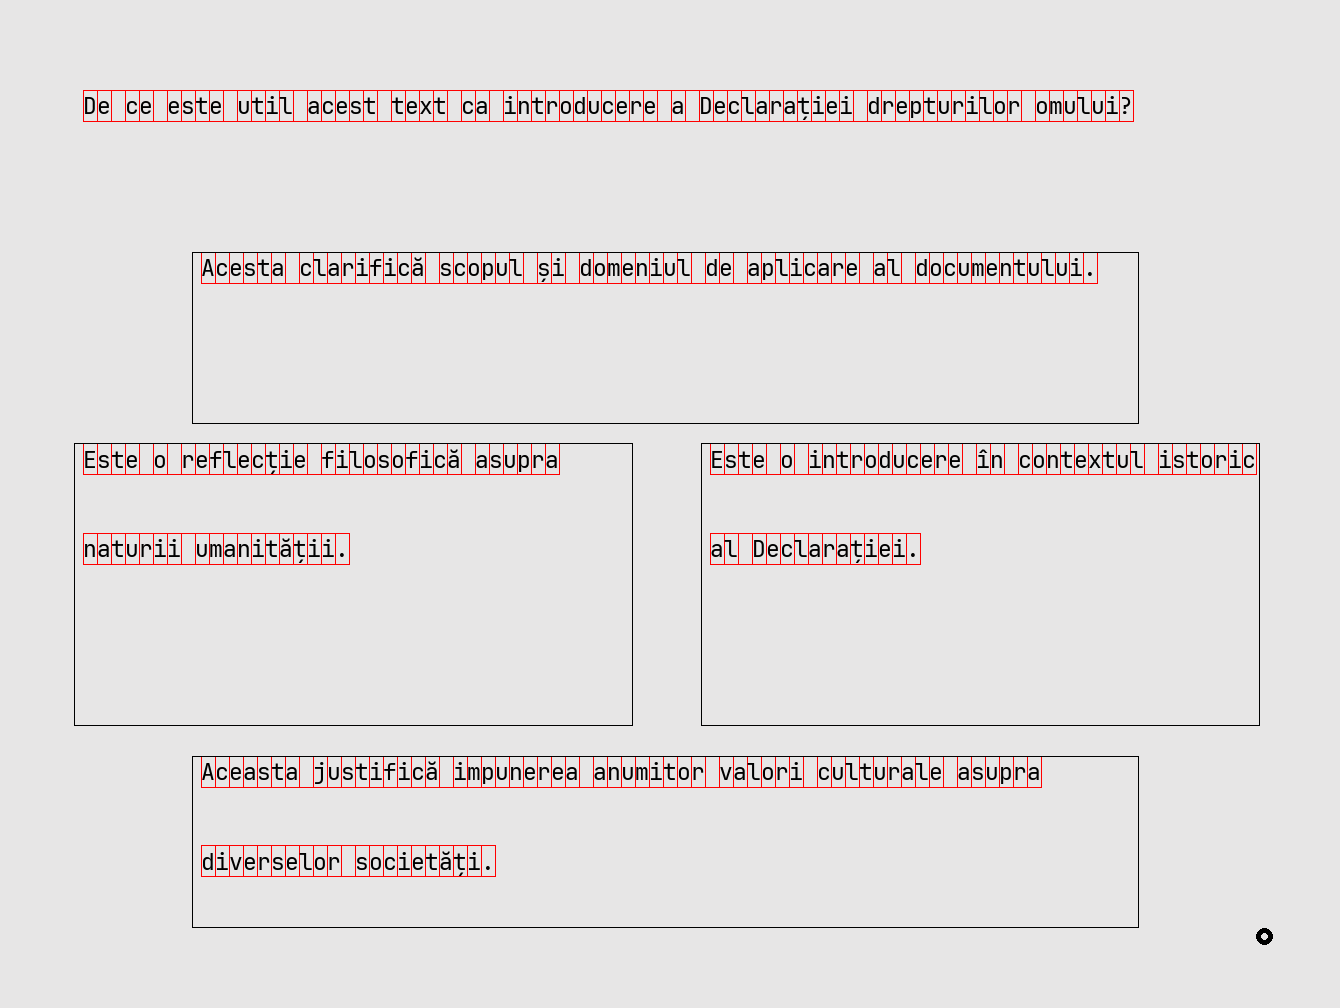 De ce este util acest text ca introducere a Declarației drepturilor omului?
Acesta clarifică scopul și domeniul de aplicare al documentului.
Este o reflecție filosofică asupra
naturii umanității.
Este o introducere în contextul istoric
al Declarației.
Aceasta justifică impunerea anumitor valori culturale asupra
diverselor societăți.